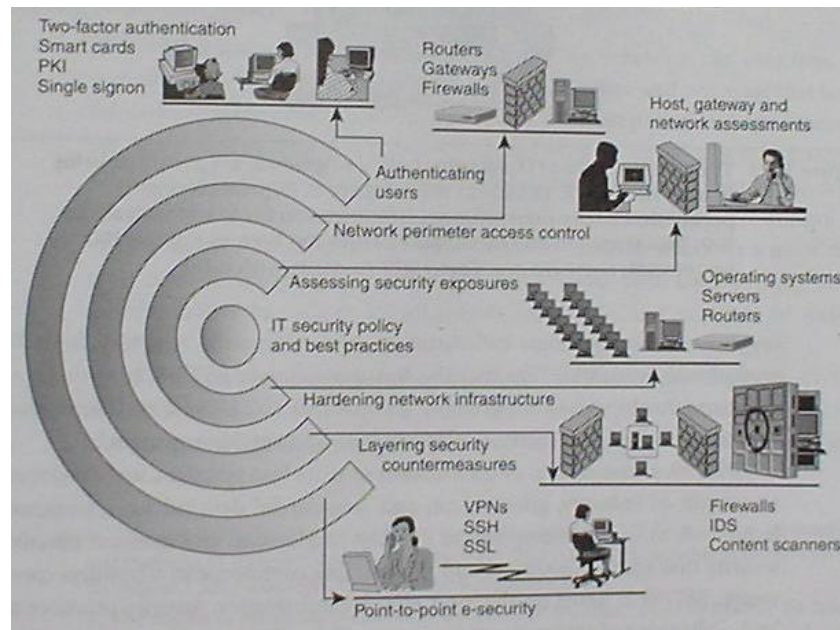 Two-factor authentication
Smart cards
PKI
Single signon
Routers
Gateways
Firewalls
Host, gateway and
network assessments
Authenticating
users
Network perimeter access control
Assessing security exposures
Operating systems
Servers
Routers
IT security policy
and best practices
Hardening network infrastructure
Layering security
countermeasures
VPNs
SSH
SSL
Firewalls
IDS
Content scanners
Point-to-point e-security